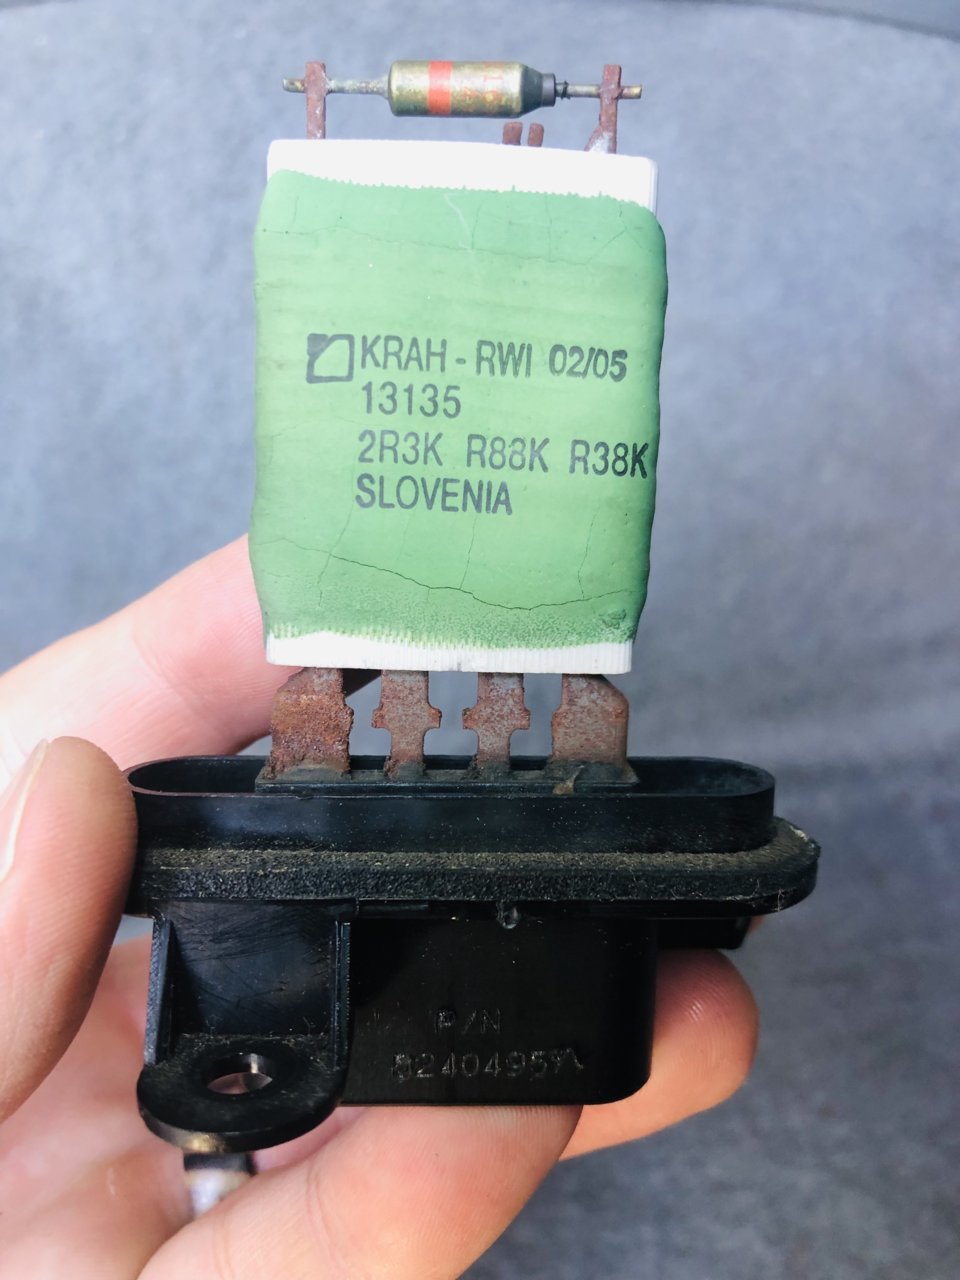 KRAH - RWI 02/05
13135
2R3K R88K R38K
SLOVENIA
P/N